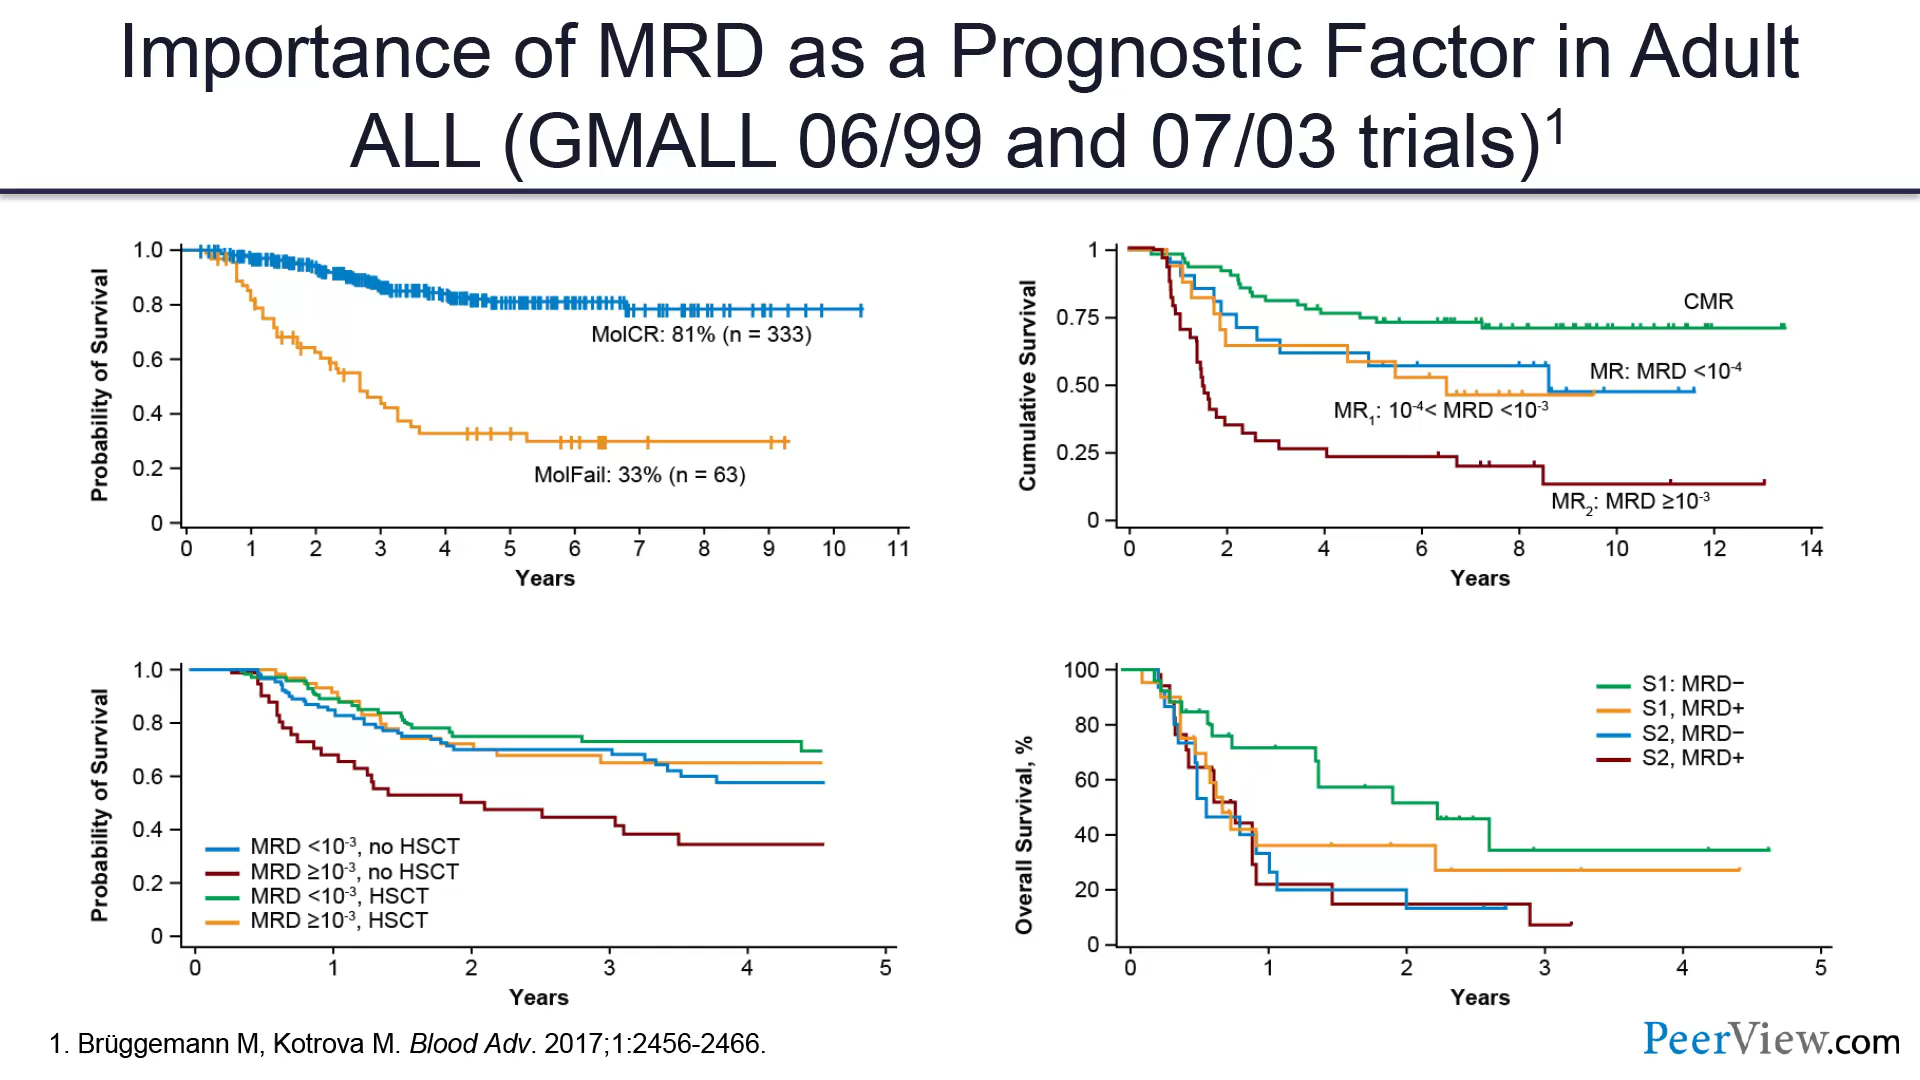 Importance of MRD as a Prognostic Factor in Adult
ALL (GMALL 06/99 and 07/03 trials)¹
Probability of Survival
1.0
0.8
0.6
0.4
0.2
0
MolCR: 81% (n = 333)
MolFail: 33% (n = 63)
0 1 2 3 4 5 6 7 8 9 10 11
Years
Cumulative Survival
1
0.75
0.50
0.25
0
CMR
MR: MRD <10⁻⁴
MR₁: 10⁻⁴< MRD <10⁻³
MR₂: MRD ≥10⁻³
0 2 4 6 8 10 12 14
Years
Probability of Survival
1.0
0.8
0.6
0.4
0.2
0
MRD <10⁻³, no HSCT
MRD ≥10⁻³, no HSCT
MRD <10⁻³, HSCT
MRD ≥10⁻³, HSCT
0 1 2 3 4 5
Years
Overall Survival, %
100
80
60
40
20
0
S1: MRD−
S1, MRD+
S2, MRD−
S2, MRD+
0 1 2 3 4 5
Years
1. Brüggemann M, Kotrova M. Blood Adv. 2017;1:2456-2466.
PeerView.com